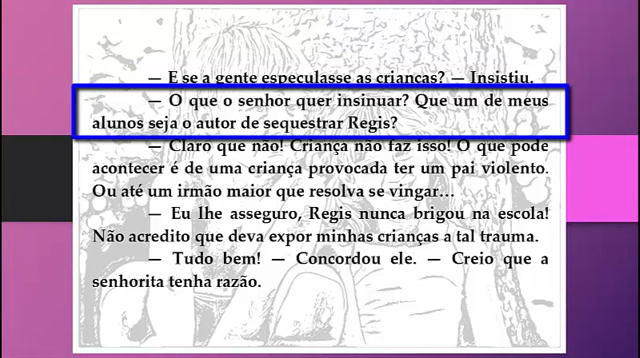 — E se a gente especulasse as crianças? — Insistiu.
— O que o senhor quer insinuar? Que um de meus
alunos seja o autor de sequestrar Regis?
— Claro que não! Criança não faz isso! O que pode
acontecer é de uma criança provocada ter um pai violento.
Ou até um irmão maior que resolva se vingar...
— Eu lhe asseguro, Regis nunca brigou na escola!
Não acredito que deva expor minhas crianças a tal trauma.
— Tudo bem! — Concordou ele. — Creio que a
senhorita tenha razão.